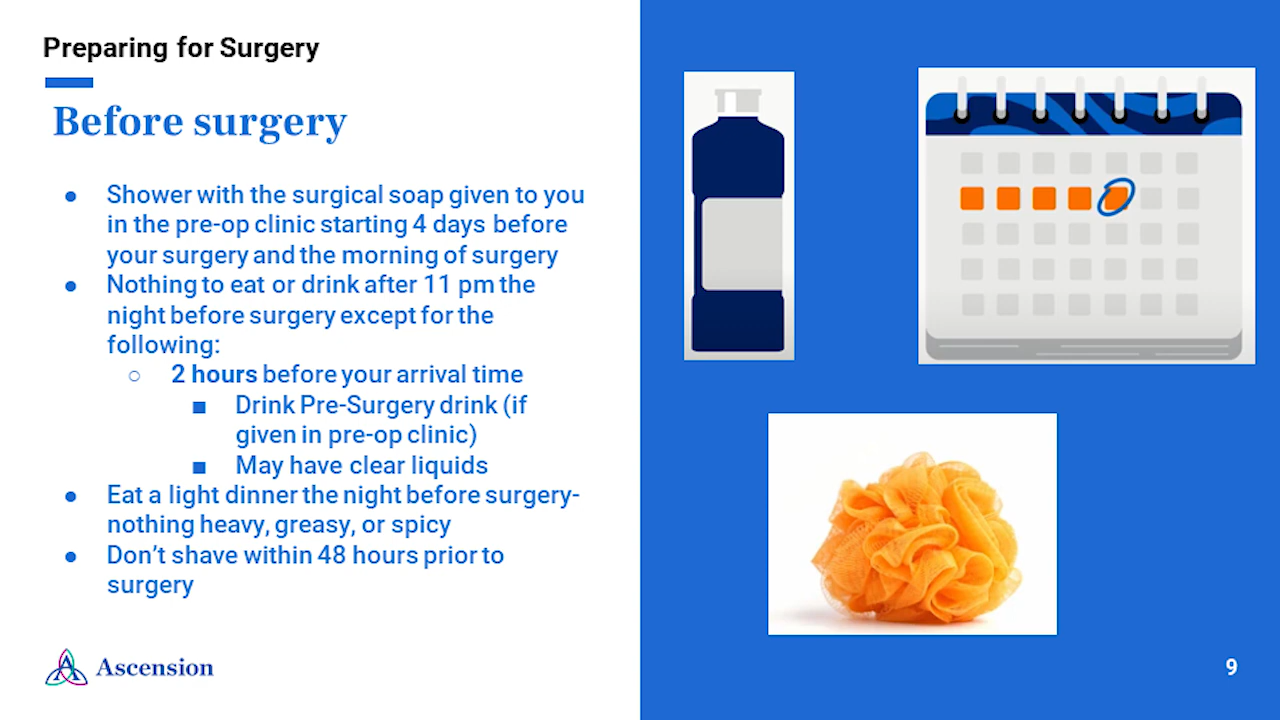 Preparing for Surgery
Before surgery
● Shower with the surgical soap given to you
in the pre-op clinic starting 4 days before
your surgery and the morning of surgery
● Nothing to eat or drink after 11 pm the
night before surgery except for the
following:
○ 2 hours before your arrival time
■ Drink Pre-Surgery drink (if
given in pre-op clinic)
■ May have clear liquids
● Eat a light dinner the night before surgery-
nothing heavy, greasy, or spicy
● Don’t shave within 48 hours prior to
surgery
Ascension
9